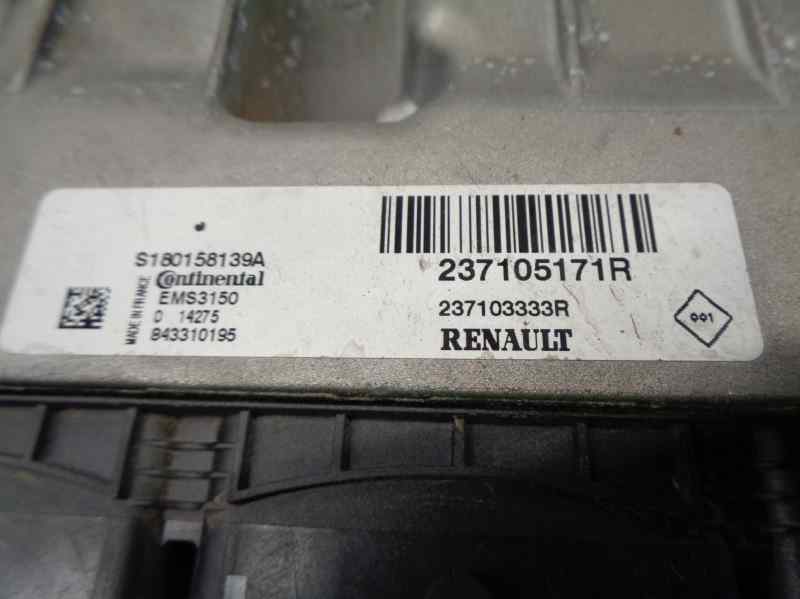 S180158139A
Continental
EMS3150
0 14275
843310195
MADE IN FRANCE
237105171R
237103333R
RENAULT
001